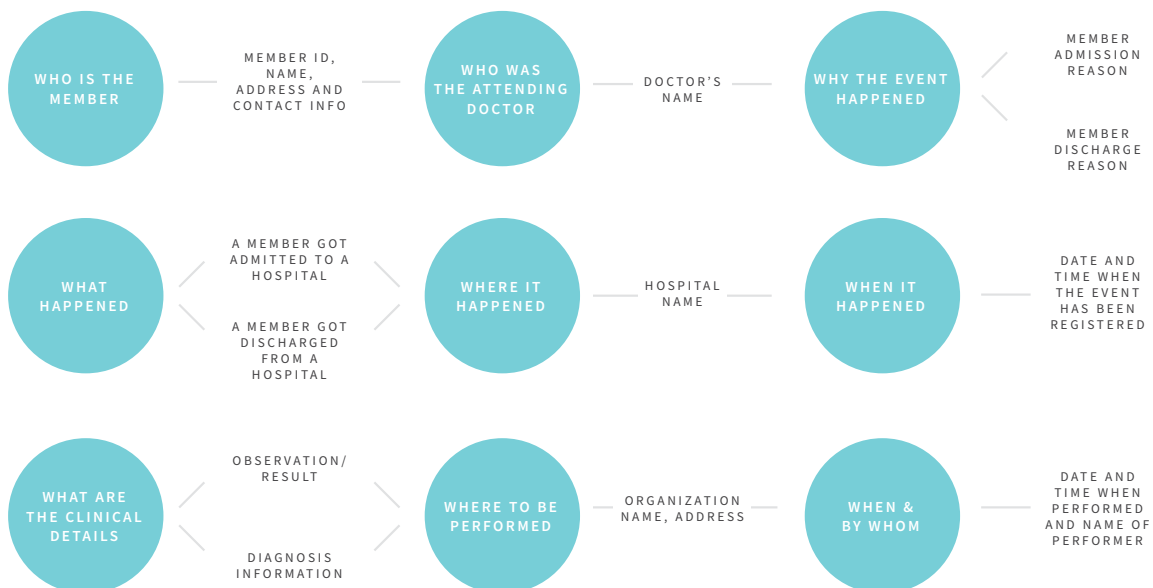 WHO IS THE
MEMBER
MEMBER ID,
NAME,
ADDRESS AND
CONTACT INFO
WHO WAS
THE ATTENDING
DOCTOR
DOCTOR'S
NAME
WHY THE EVENT
HAPPENED
MEMBER
ADMISSION
REASON
MEMBER
DISCHARGE
REASON
WHAT
HAPPENED
A MEMBER GOT
ADMITTED TO A
HOSPITAL
A MEMBER GOT
DISCHARGED
FROM A
HOSPITAL
WHERE IT
HAPPENED
HOSPITAL
NAME
WHEN IT
HAPPENED
DATE AND
TIME WHEN
THE EVENT
HAS BEEN
REGISTERED
WHAT ARE
THE CLINICAL
DETAILS
OBSERVATION/
RESULT
DIAGNOSIS
INFORMATION
WHERE TO BE
PERFORMED
ORGANIZATION
NAME, ADDRESS
WHEN &
BY WHOM
DATE AND
TIME WHEN
PERFORMED
AND NAME OF
PERFORMER